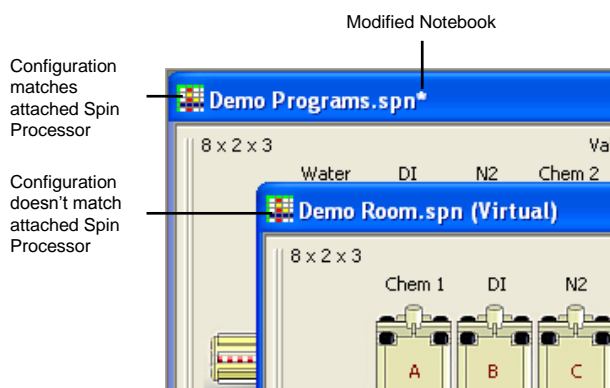 Modified Notebook
Configuration
matches
attached Spin
Processor
Demo Programs.spn*
8 x 2 x 3
Va
Water DI N2 Chem 2
Configuration
doesn't match
attached Spin
Processor
Demo Room.spn (Virtual)
8 x 2 x 3
Chem 1 DI N2
A B C